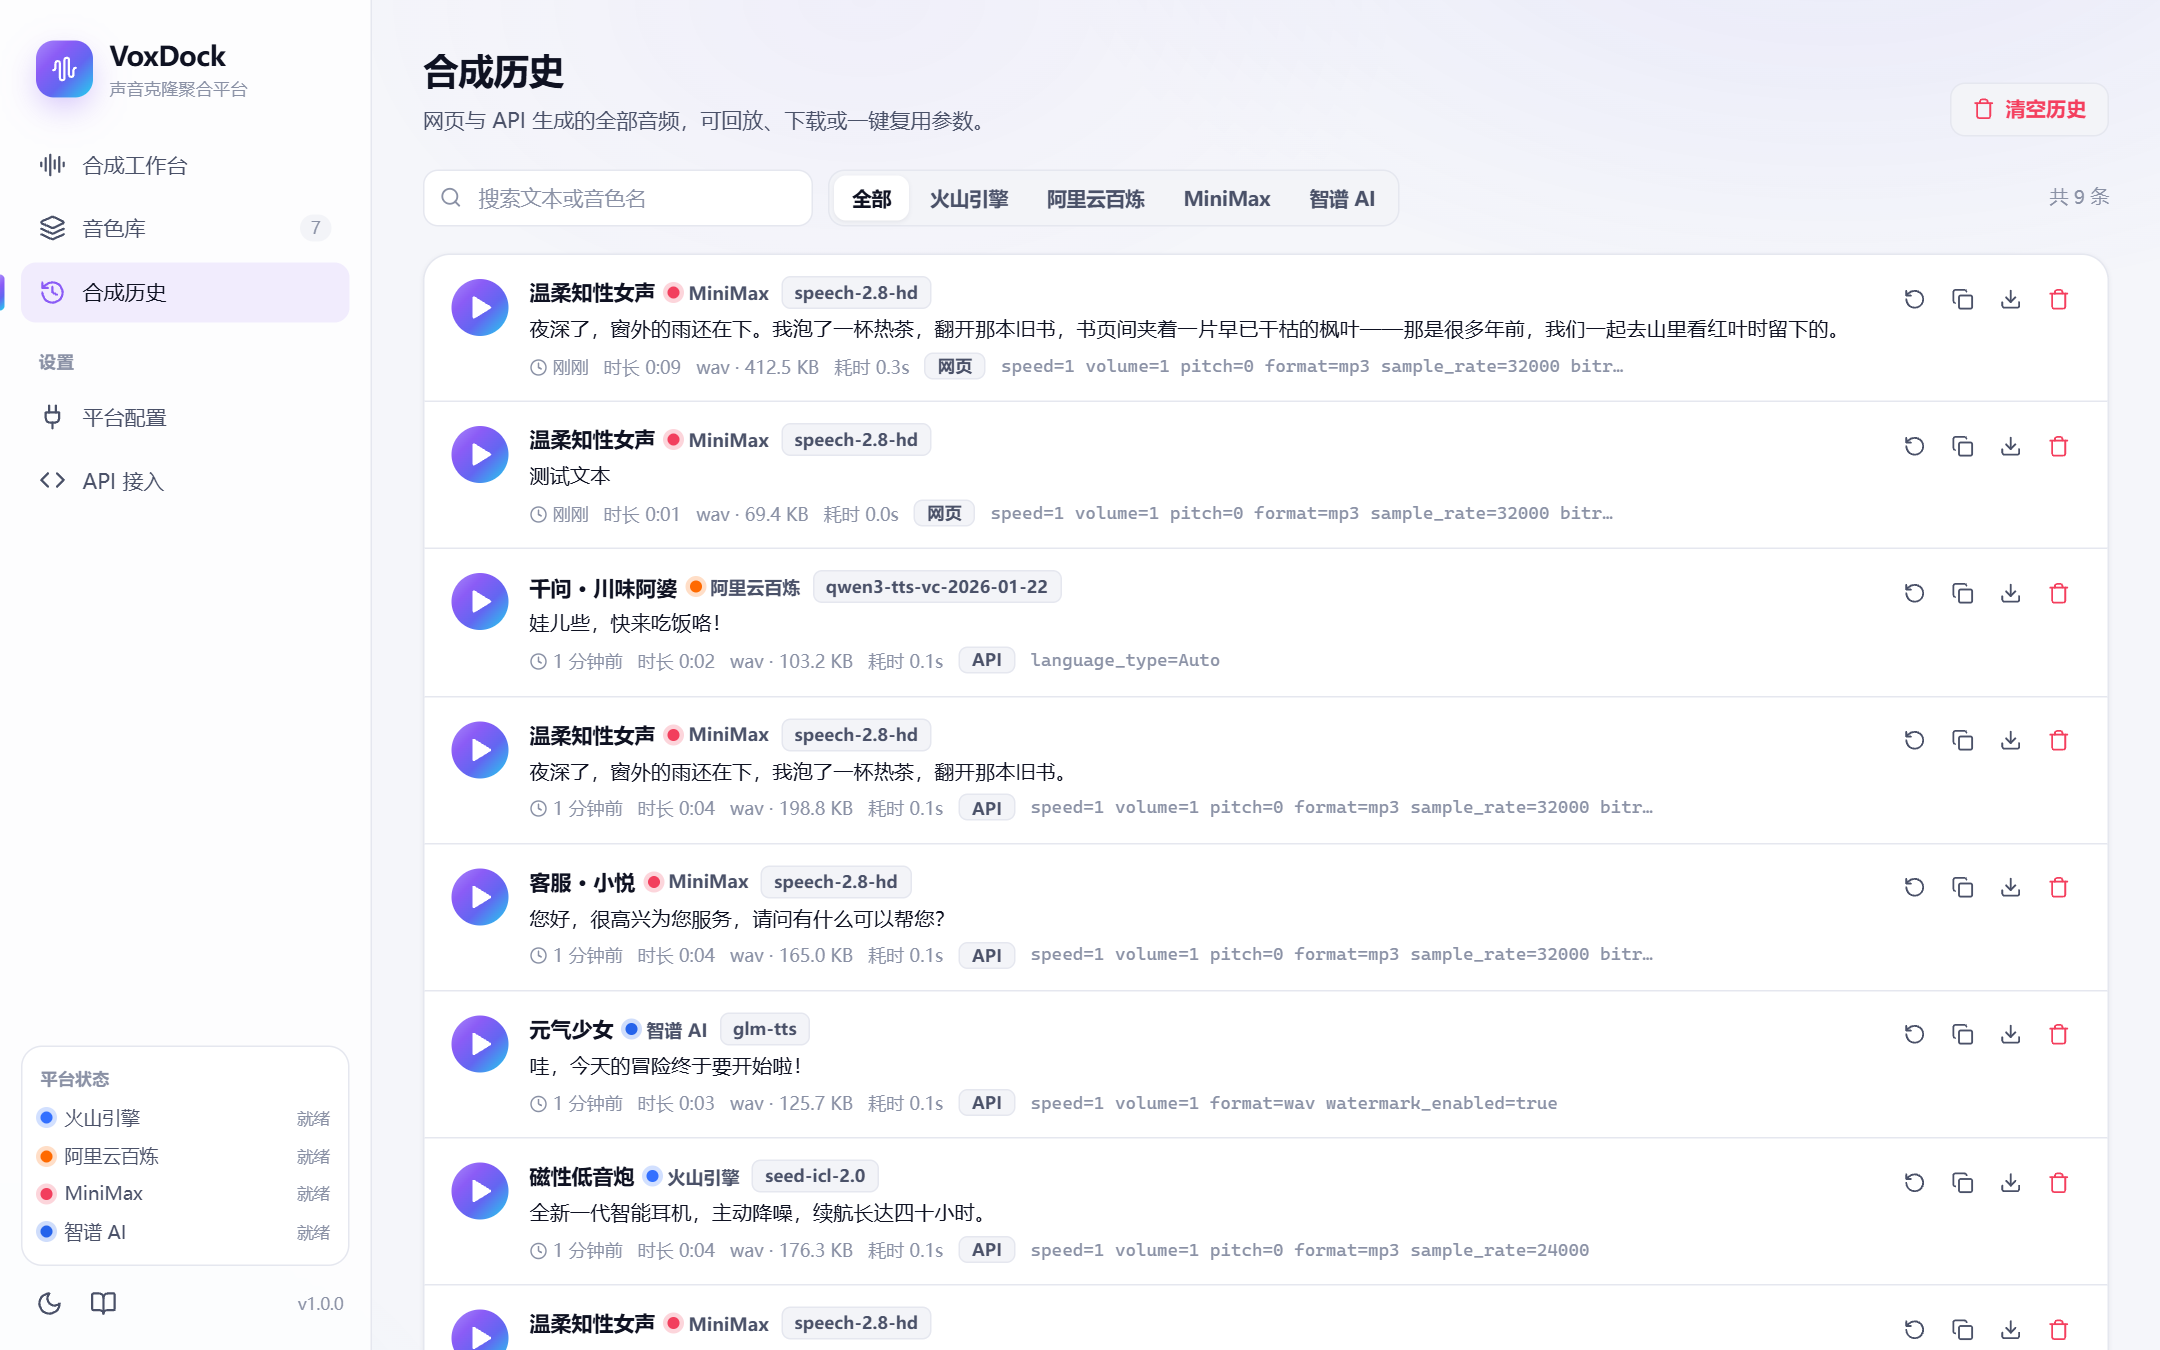 VoxDock
声音克隆聚合平台
合成工作台
音色库 7
合成历史
设置
平台配置
API 接入
平台状态
火山引擎 就绪
阿里云百炼 就绪
MiniMax 就绪
智谱 AI 就绪
v1.0.0
合成历史
网页与 API 生成的全部音频，可回放、下载或一键复用参数。
清空历史
搜索文本或音色名
全部 火山引擎 阿里云百炼 MiniMax 智谱 AI
共 9 条
温柔知性女声 MiniMax speech-2.8-hd
夜深了，窗外的雨还在下。我泡了一杯热茶，翻开那本旧书，书页间夹着一片早已干枯的枫叶——那是很多年前，我们一起去山里看红叶时留下的。
刚刚 时长 0:09 wav · 412.5 KB 耗时 0.3s 网页 speed=1 volume=1 pitch=0 format=mp3 sample_rate=32000 bitr…
温柔知性女声 MiniMax speech-2.8-hd
测试文本
刚刚 时长 0:01 wav · 69.4 KB 耗时 0.0s 网页 speed=1 volume=1 pitch=0 format=mp3 sample_rate=32000 bitr…
千问 • 川味阿婆 阿里云百炼 qwen3-tts-vc-2026-01-22
娃儿些，快来吃饭咯！
1 分钟前 时长 0:02 wav · 103.2 KB 耗时 0.1s API language_type=Auto
温柔知性女声 MiniMax speech-2.8-hd
夜深了，窗外的雨还在下，我泡了一杯热茶，翻开那本旧书。
1 分钟前 时长 0:04 wav · 198.8 KB 耗时 0.1s API speed=1 volume=1 pitch=0 format=mp3 sample_rate=32000 bitr…
客服 • 小悦 MiniMax speech-2.8-hd
您好，很高兴为您服务，请问有什么可以帮您？
1 分钟前 时长 0:04 wav · 165.0 KB 耗时 0.1s API speed=1 volume=1 pitch=0 format=mp3 sample_rate=32000 bitr…
元气少女 智谱 AI glm-tts
哇，今天的冒险终于要开始啦！
1 分钟前 时长 0:03 wav · 125.7 KB 耗时 0.1s API speed=1 volume=1 format=wav watermark_enabled=true
磁性低音炮 火山引擎 seed-icl-2.0
全新一代智能耳机，主动降噪，续航长达四十小时。
1 分钟前 时长 0:04 wav · 176.3 KB 耗时 0.1s API speed=1 volume=1 pitch=0 format=mp3 sample_rate=24000
温柔知性女声 MiniMax speech-2.8-hd